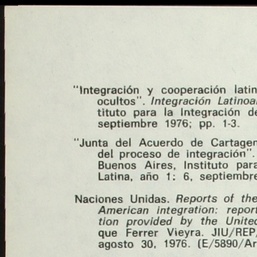 "Integración y cooperación latin
ocultos". Integración Latinoa
tituto para la Integración de
septiembre 1976; pp. 1-3.
"Junta del Acuerdo de Cartagen
del proceso de integración".
Buenos Aires, Instituto para
Latina, año 1: 6, septiembre
Naciones Unidas. Reports of the
American integration: report
tion provided by the United
que Ferrer Vieyra. JIU/REP,
agosto 30, 1976. (E/5890/Ar